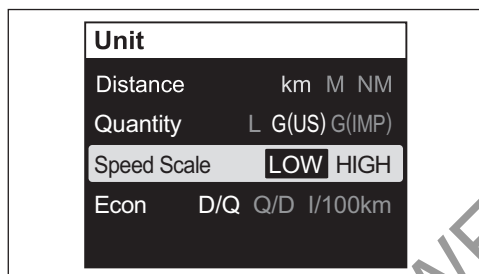 Unit
Distance km M NM
Quantity L G(US) G(IMP)
Speed Scale LOW HIGH
Econ D/Q Q/D l/100km